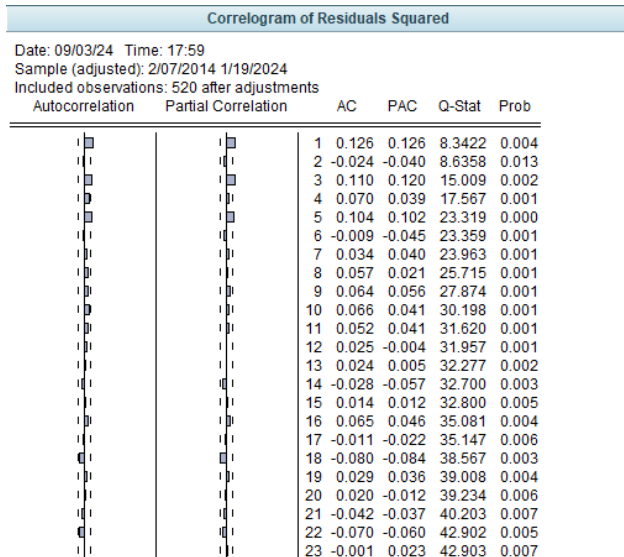 Correlogram of Residuals Squared
Date: 09/03/24 Time: 17:59
Sample (adjusted): 2/07/2014 1/19/2024
Included observations: 520 after adjustments
Autocorrelation Partial Correlation AC PAC Q-Stat Prob
1 0.126 0.126 8.3422 0.004
2 -0.024 -0.040 8.6358 0.013
3 0.110 0.120 15.009 0.002
4 0.070 0.039 17.567 0.001
5 0.104 0.102 23.319 0.000
6 -0.009 -0.045 23.359 0.001
7 0.034 0.040 23.963 0.001
8 0.057 0.021 25.715 0.001
9 0.064 0.056 27.874 0.001
10 0.066 0.041 30.198 0.001
11 0.052 0.041 31.620 0.001
12 0.025 -0.004 31.957 0.001
13 0.024 0.005 32.277 0.002
14 -0.028 -0.057 32.700 0.003
15 0.014 0.012 32.800 0.005
16 0.065 0.046 35.081 0.004
17 -0.011 -0.022 35.147 0.006
18 -0.080 -0.084 38.567 0.003
19 0.029 0.036 39.008 0.004
20 0.020 -0.012 39.234 0.006
21 -0.042 -0.037 40.203 0.007
22 -0.070 -0.060 42.902 0.005
23 -0.001 0.023 42.903 0.007